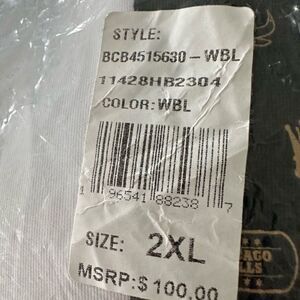 STYLE:
BCB4515630-WBL
11428HB2304
COLOR: WBL
1 96541 88238 7
SIZE: 2XL
MSRP:$ 100.00